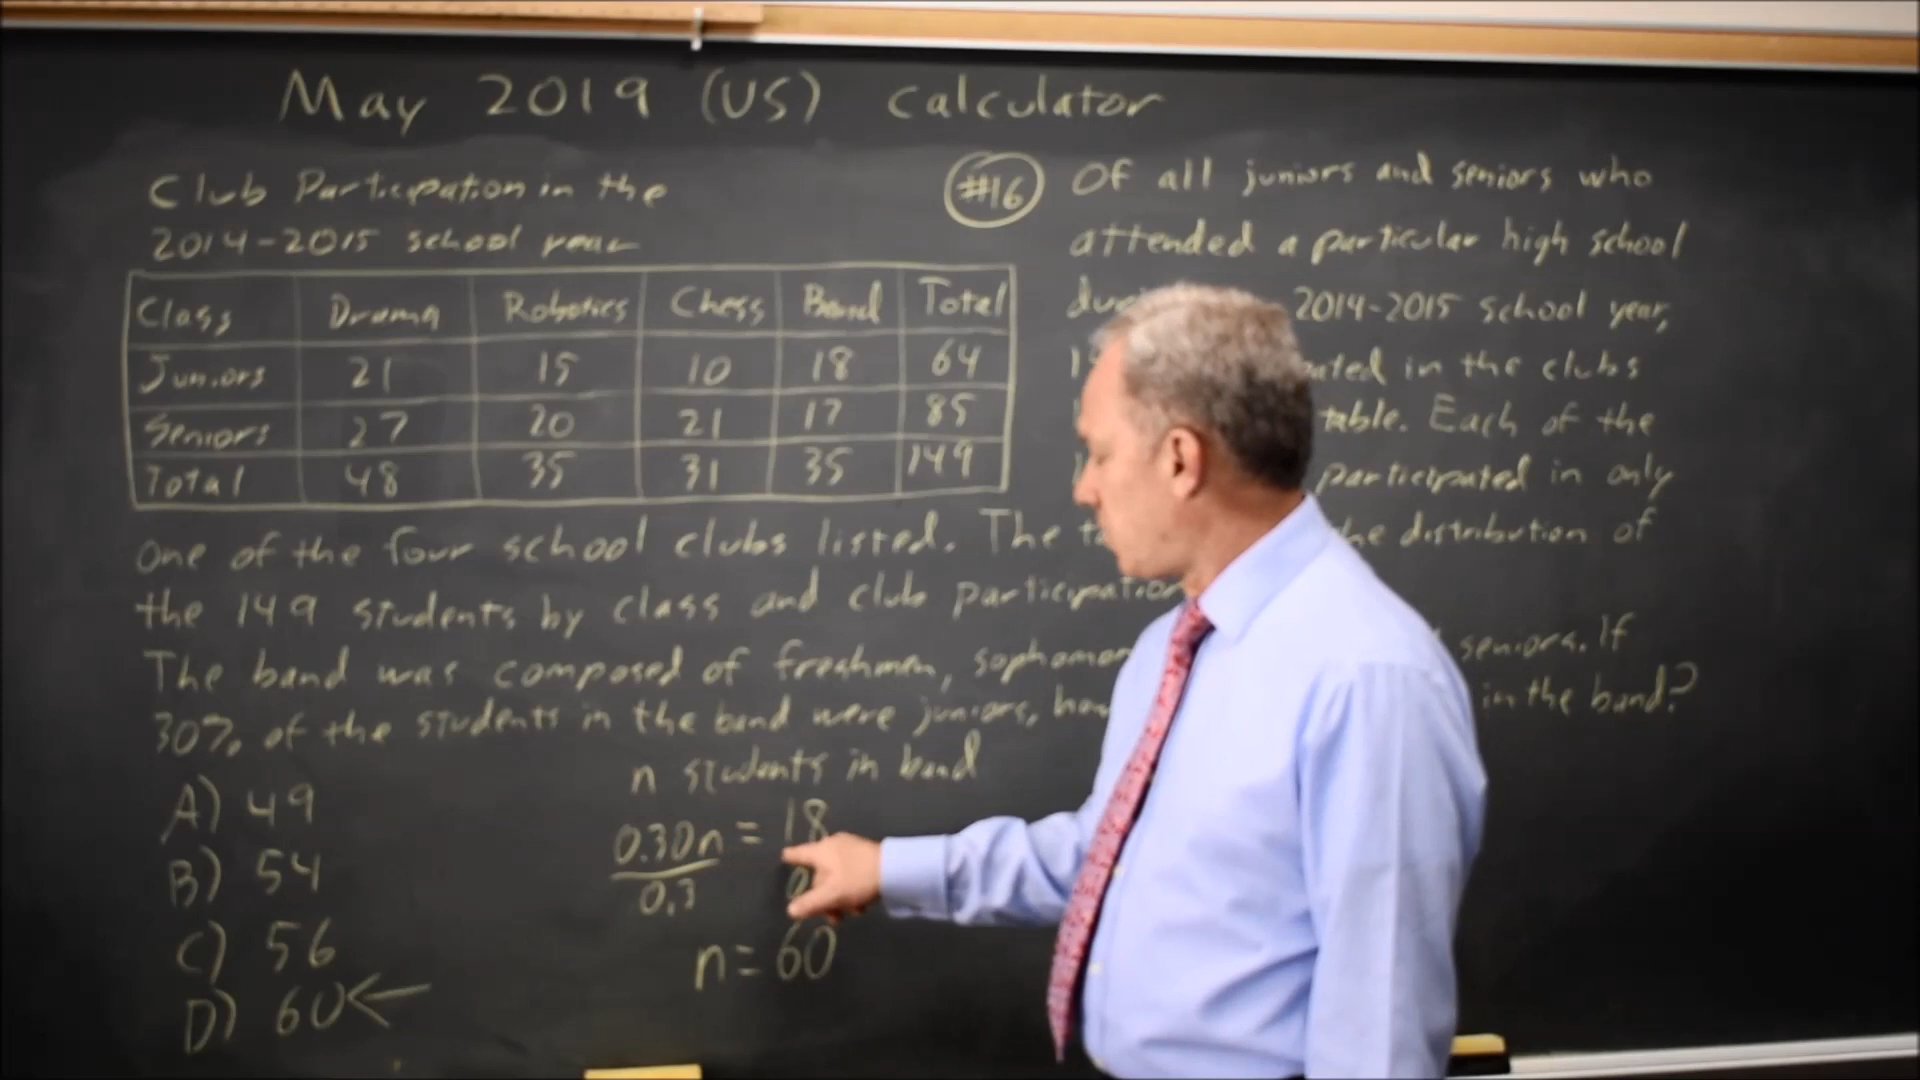 May 2019 (US) Calculator
Club Participation in the
2014-2015 school year
Class Drama Robotics Chess Band Total
Juniors 21 15 10 18 64
Seniors 27 20 21 17 85
Total 48 35 31 35 149
#16 Of all juniors and seniors who
attended a particular high school
2014-2015 school year,
in the clubs
table. Each of the
participated in only
one of the four school clubs listed. The distribution of
the 149 students by class and club participation
The band was composed of freshmen, seniors. If
30% of the students in the band were juniors, in the band?
n students in band
A) 49
B) 54
C) 56
D) 60 ←
0.30n = 18
0.3
n = 60